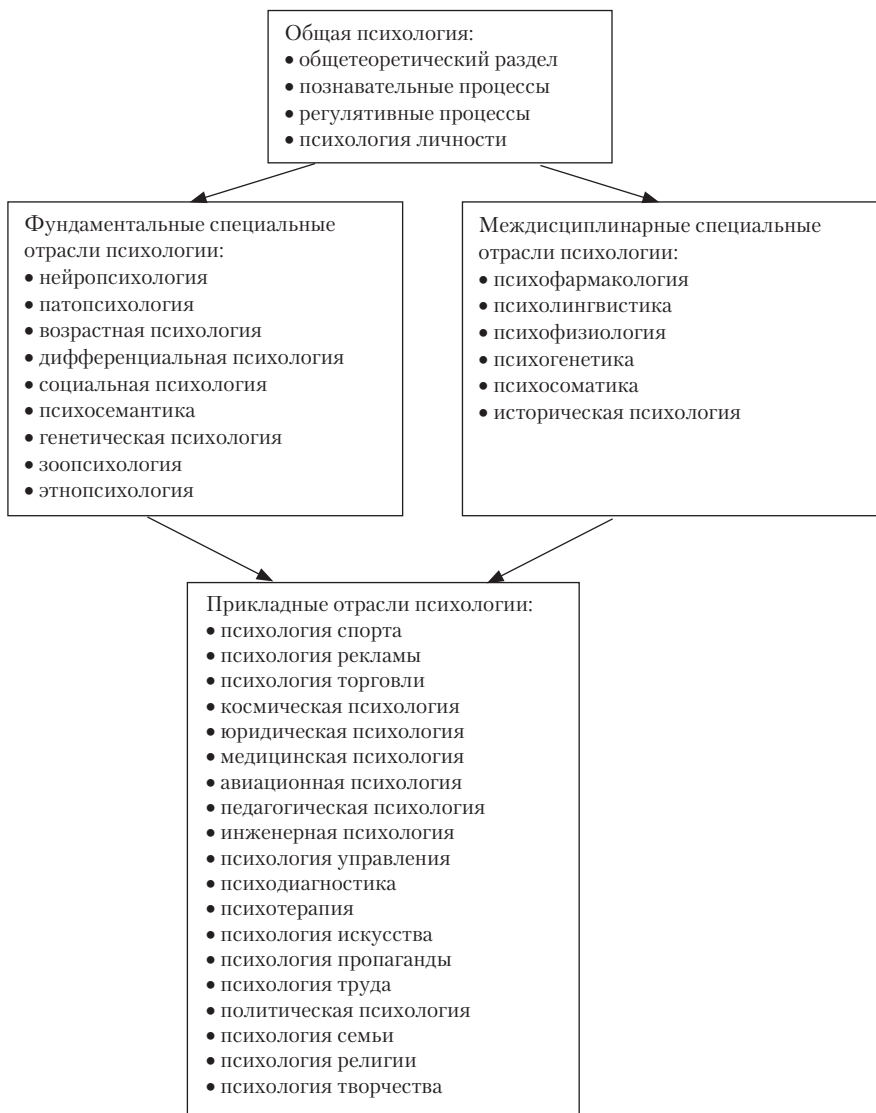 Общая психология:
• общетеоретический раздел
• познавательные процессы
• регулятивные процессы
• психология личности
Фундаментальные специальные
отрасли психологии:
• нейропсихология
• патопсихология
• возрастная психология
• дифференциальная психология
• социальная психология
• психосемантика
• генетическая психология
• зоопсихология
• этнопсихология
Междисциплинарные специальные
отрасли психологии:
• психофармакология
• психолингвистика
• психофизиология
• психогенетика
• психосоматика
• историческая психология
Прикладные отрасли психологии:
• психология спорта
• психология рекламы
• психология торговли
• космическая психология
• юридическая психология
• медицинская психология
• авиационная психология
• педагогическая психология
• инженерная психология
• психология управления
• психодиагностика
• психотерапия
• психология искусства
• психология пропаганды
• психология труда
• политическая психология
• психология семьи
• психология религии
• психология творчества